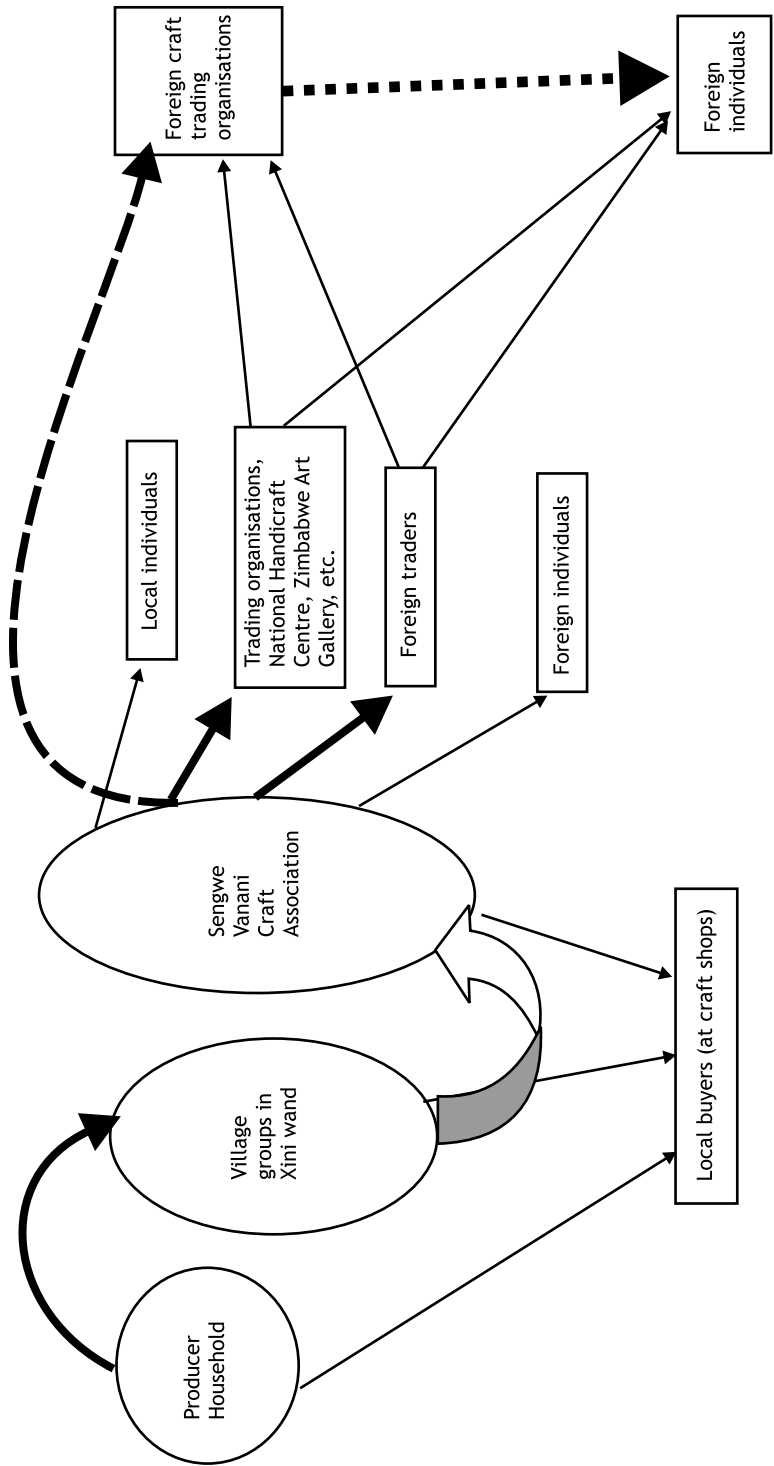 Producer
Household
Village
groups in
Xini wand
Sengwe
Vanani
Craft
Association
Local buyers (at craft shops)
Local individuals
Trading organisations,
National Handicraft
Centre, Zimbabwe Art
Gallery, etc.
Foreign traders
Foreign individuals
Foreign craft
trading
organisations
Foreign
individuals